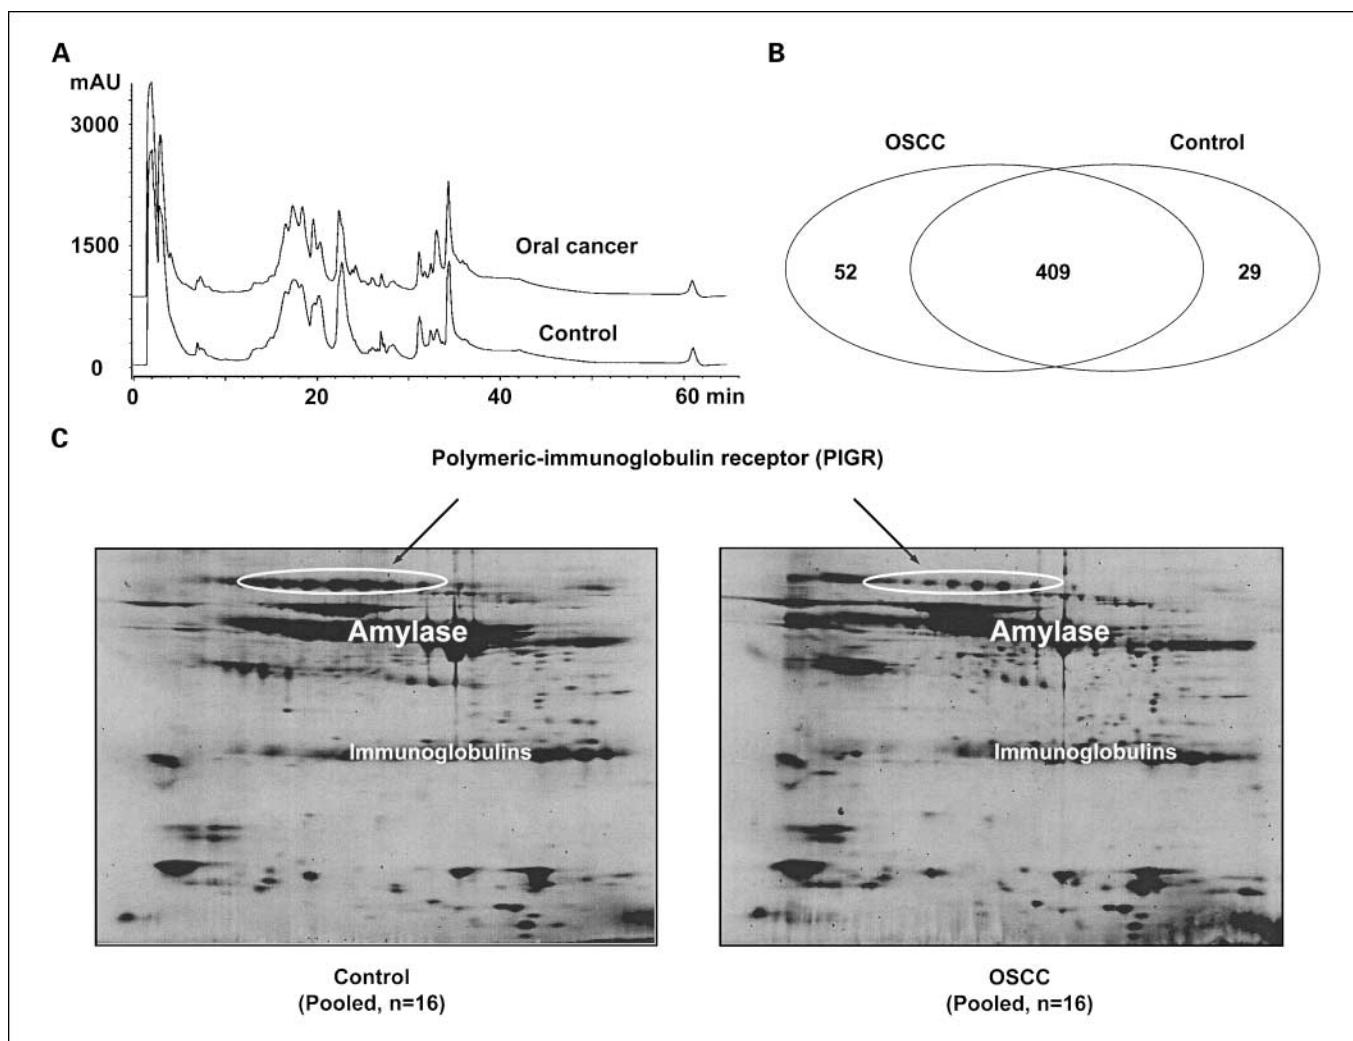 A
mAU
3000
1500
0
Oral cancer
Control
0 20 40 60 min
B
OSCC Control
52 409 29
C
Polymeric-immunoglobulin receptor (PIGR)
Amylase
Immunoglobulins
Control
(Pooled, n=16)
Amylase
Immunoglobulins
OSCC
(Pooled, n=16)